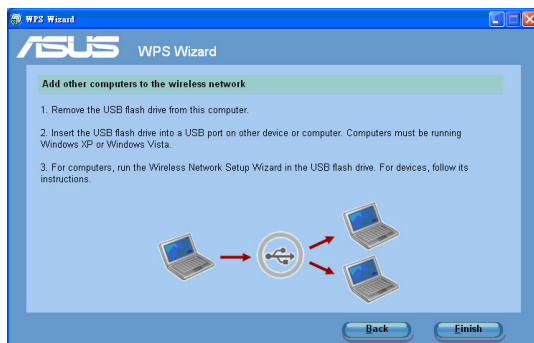 WPS Wizard
ASUS WPS Wizard
Add other computers to the wireless network
1. Remove the USB flash drive from this computer.
2. Insert the USB flash drive into a USB port on other device or computer. Computers must be running
Windows XP or Windows Vista.
3. For computers, run the Wireless Network Setup Wizard in the USB flash drive. For devices, follow its
instructions.
Back Finish